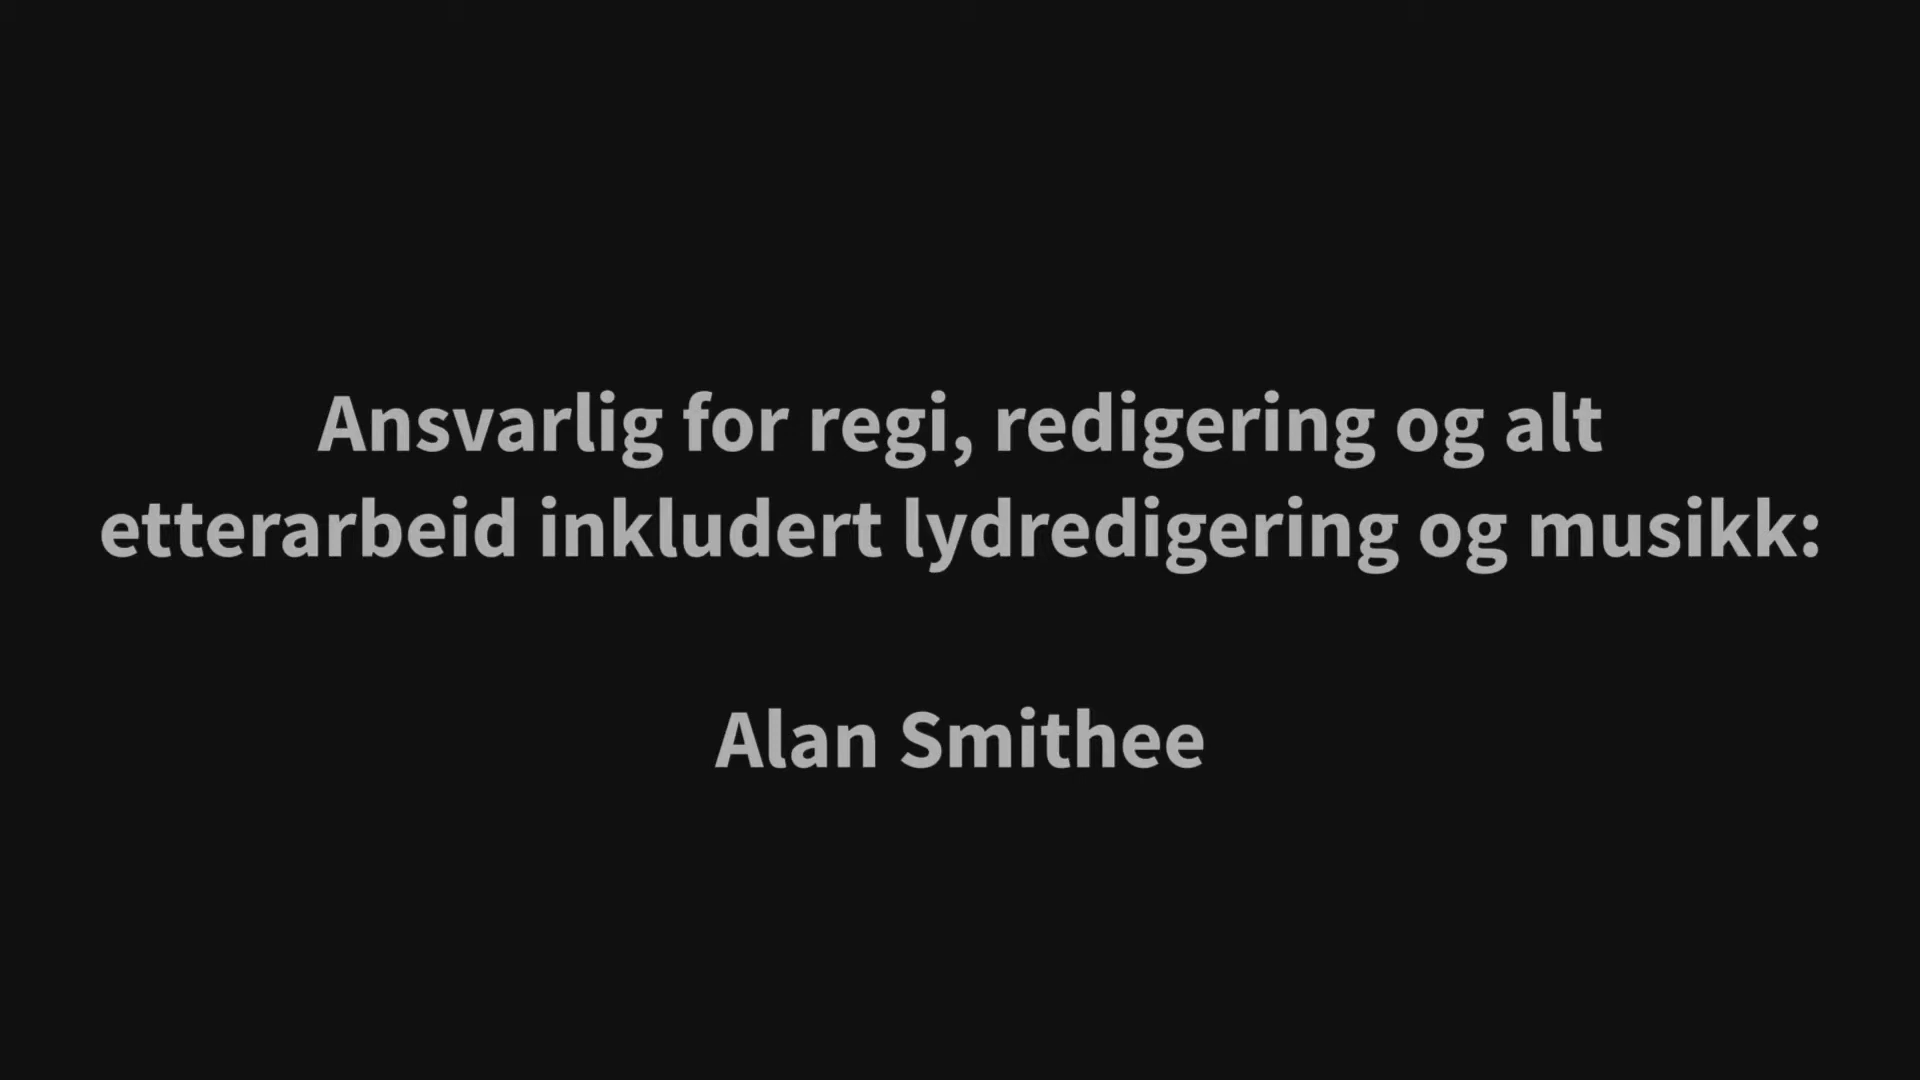 Ansvarlig for regi, redigering og alt
etterarbeid inkludert lydredigering og musikk:
Alan Smithee